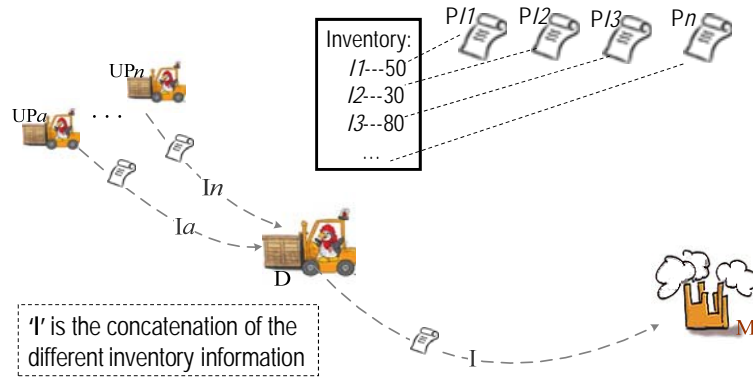 PI1 PI2 PI3 Pn
Inventory:
I1---50
I2---30
I3---80
...
UPn
UPa
. . .
In
Ia
D
M
I
'I' is the concatenation of the
different inventory information